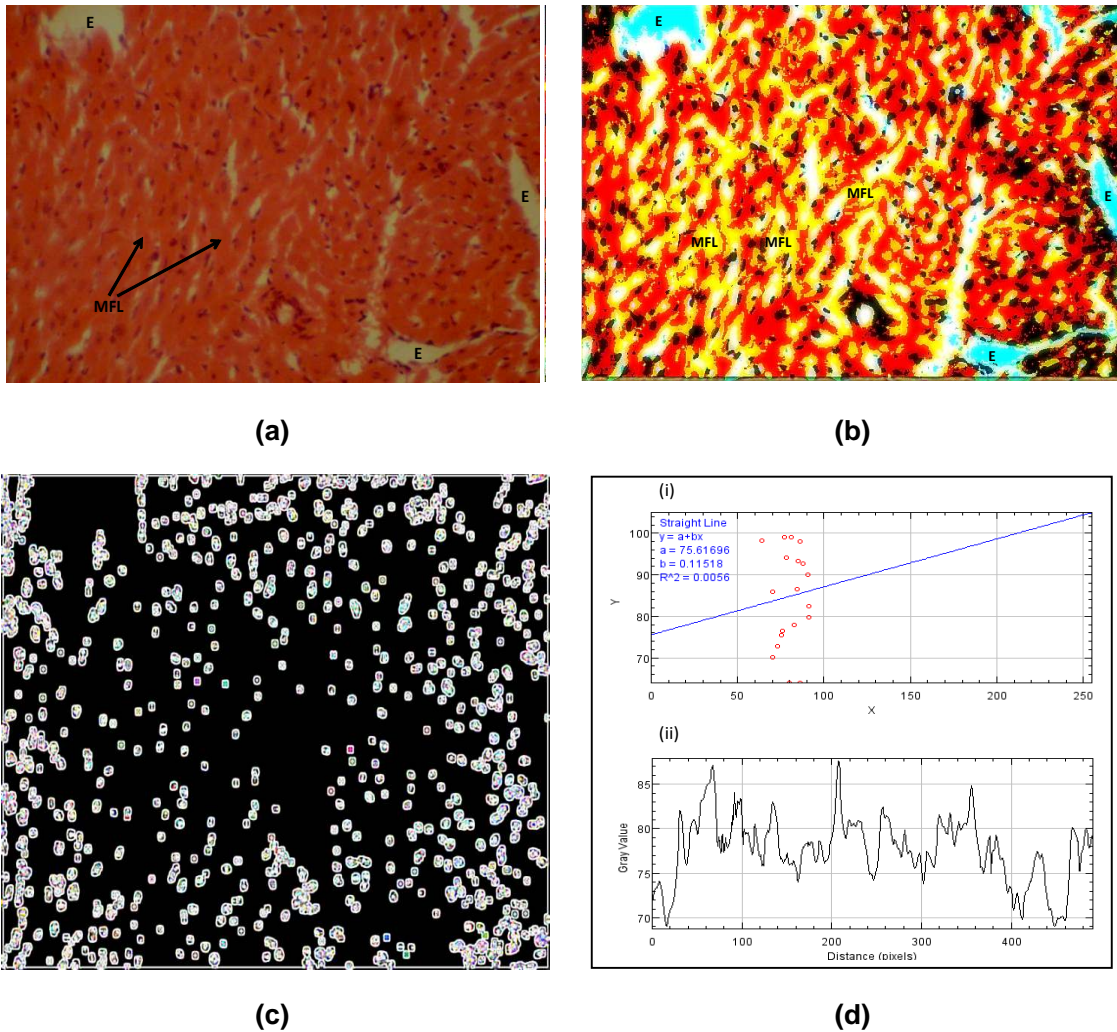 E
E
MFL
E
(a)
E
MFL
E
MFL
MFL
E
(b)
(c)
(i)
Straight Line
y = a+bx
a = 75.61696
b = 0.11518
R^2 = 0.0056
100
90
80
70
Y
0
50
100
150
200
250
X
(ii)
85
80
75
70
Gray Value
0
100
200
300
400
Distance (pixels)
(d)